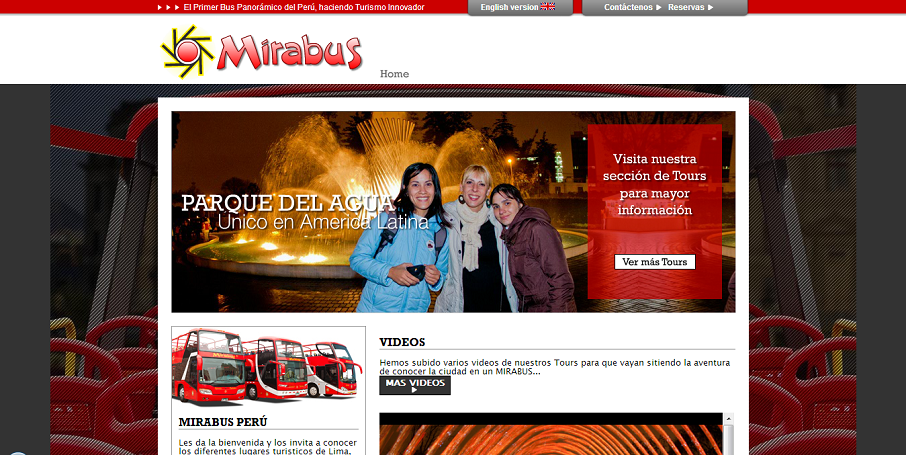 El Primer Bus Panorámico del Perú, haciendo Turismo Innovador
English version
Contáctenos
Reservas
Mirabus
Home
PARQUE DEL AGUA
Unico en America Latina
Visita nuestra
sección de Tours
para mayor
información
Ver más Tours
MIRABUS PERÚ
Les da la bienvenida y los invita a conocer
los diferentes lugares turisticos de Lima.
VIDEOS
Hemos subido varios videos de nuestros Tours para que vayan sitiendo la aventura
de conocer la ciudad en un MIRABUS...
MAS VIDEOS